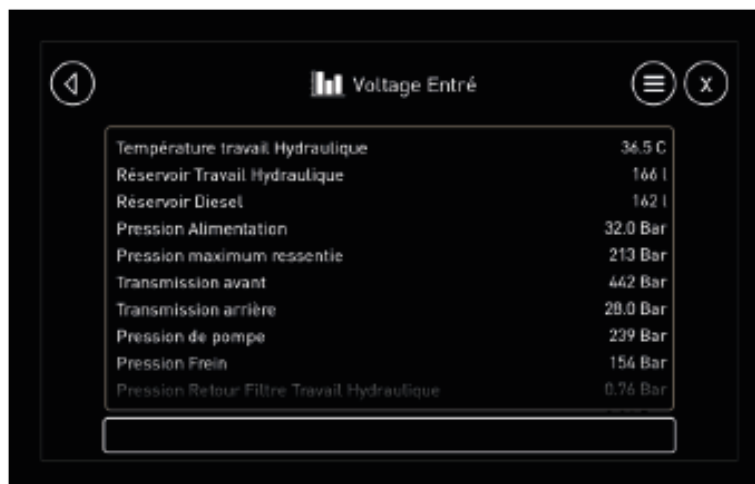 Voltage Entré
X
Température travail Hydraulique 36.5 C
Réservoir Travail Hydraulique 166 l
Réservoir Diesel 162 l
Pression Alimentation 32.0 Bar
Pression maximum ressentie 213 Bar
Transmission avant 442 Bar
Transmission arrière 28.0 Bar
Pression de pompe 239 Bar
Pression Frein 154 Bar
Pression Retour Filtre Travail Hydraulique 0.76 Bar